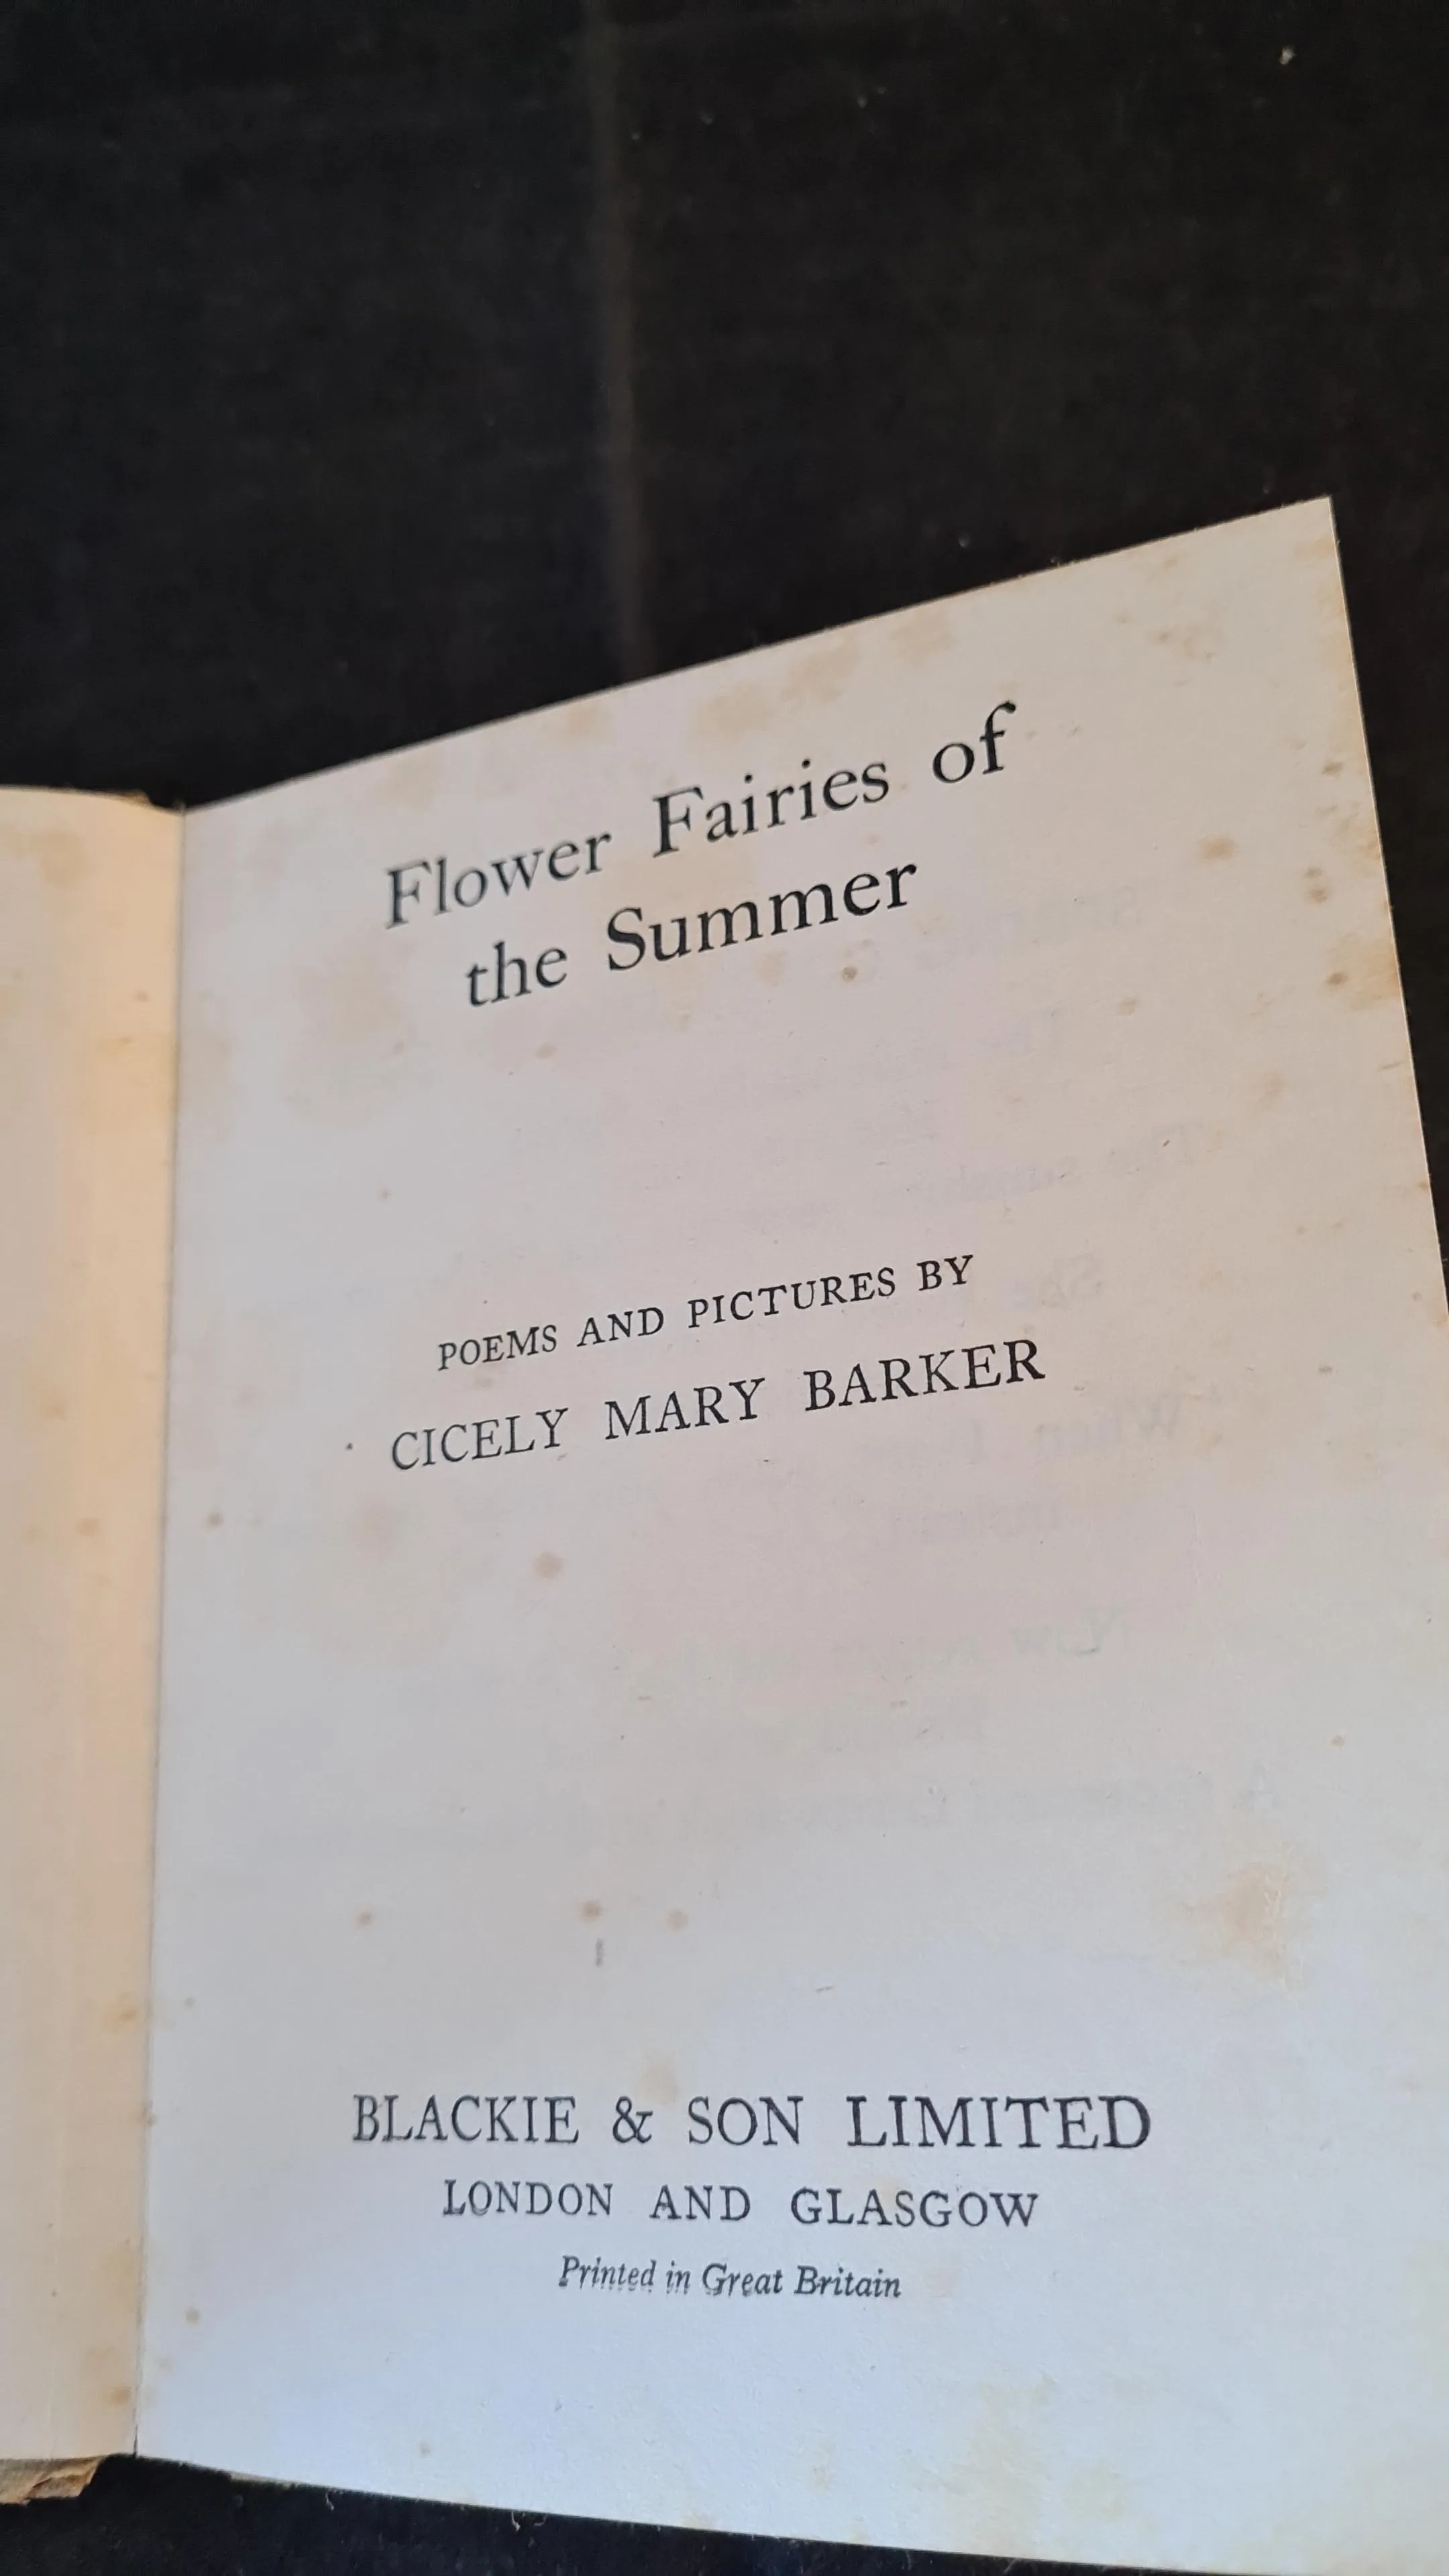 Flower Fairies of
the Summer
POEMS AND PICTURES BY
CICELY MARY BARKER
BLACKIE & SON LIMITED
LONDON AND GLASGOW
Printed in Great Britain